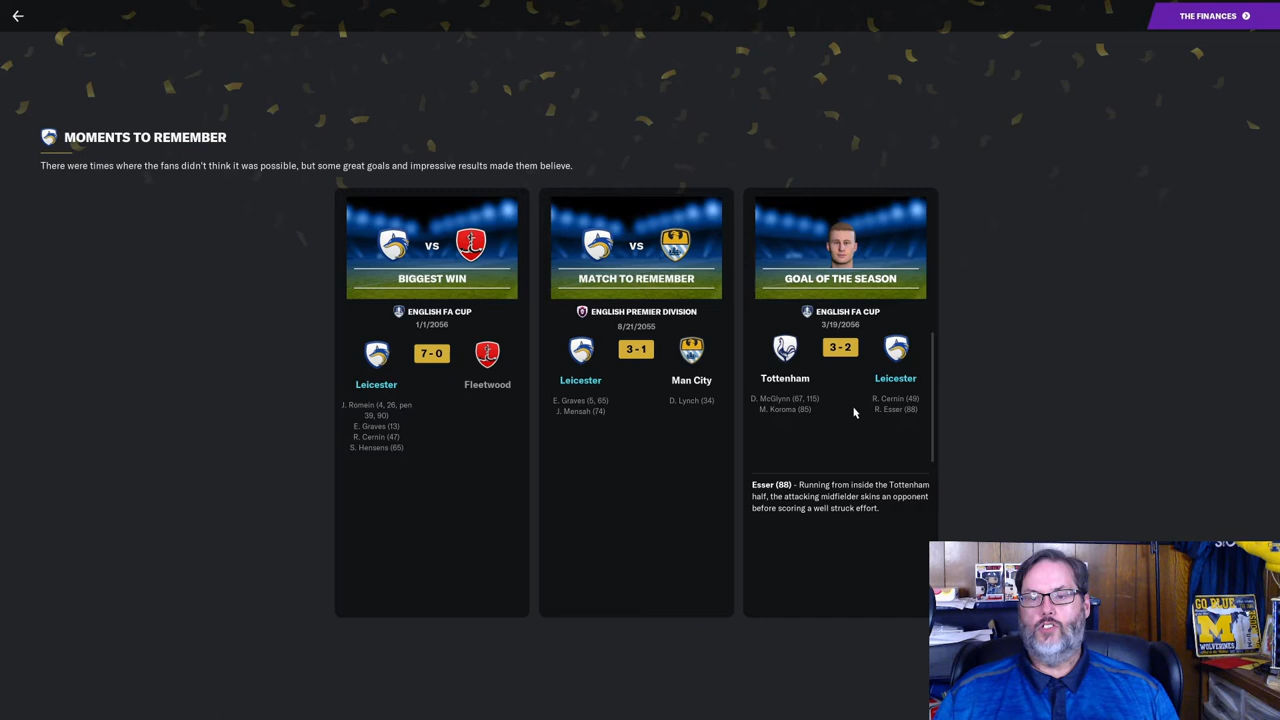 THE FINANCES
MOMENTS TO REMEMBER
There were times where the fans didn't think it was possible, but some great goals and impressive results made them believe.
VS
BIGGEST WIN
ENGLISH FA CUP
1/1/2056
7 - 0
Leicester
Fleetwood
J. Romein (4, 26, pen
39, 90)
E. Graves (13)
R. Cernin (47)
S. Hensens (65)
VS
MATCH TO REMEMBER
ENGLISH PREMIER DIVISION
8/21/2055
3 - 1
Leicester
Man City
E. Graves (5, 65)
J. Mensah (74)
D. Lynch (34)
GOAL OF THE SEASON
ENGLISH FA CUP
3/19/2056
3 - 2
Tottenham
Leicester
D. McGlynn (67, 115)
M. Koroma (85)
R. Cernin (49)
R. Esser (88)
Esser (88) - Running from inside the Tottenham
half, the attacking midfielder skins an opponent
before scoring a well struck effort.
GO BLUE
M
WOLVERINES